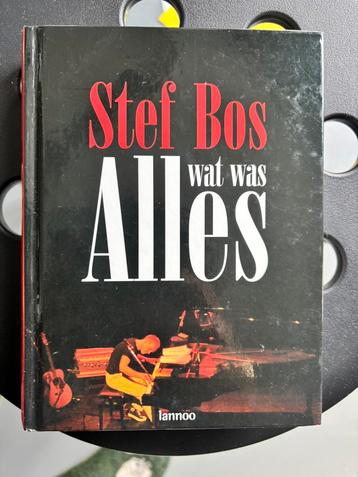 Stef Bos
wat was
Alles
lannoo